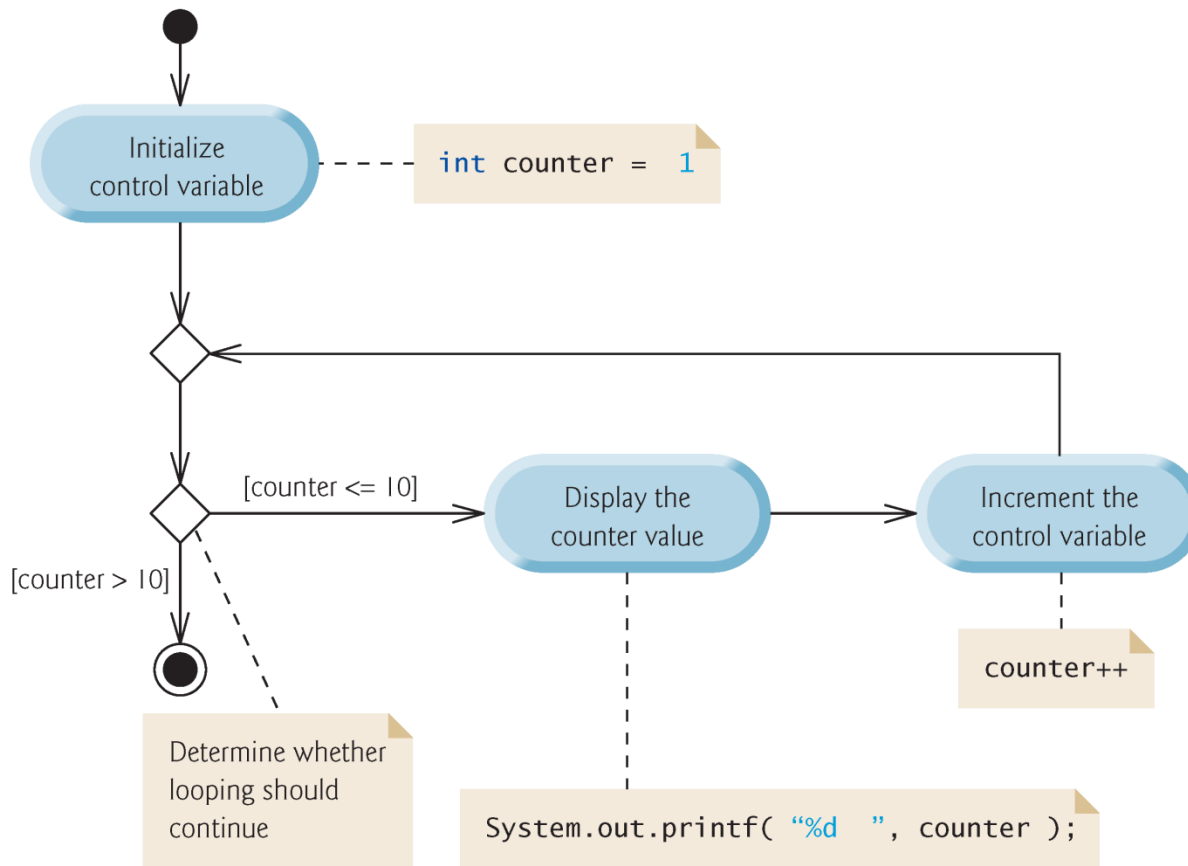 Initialize
control variable
int counter =  1
[counter <= 10]
Display the
counter value
Increment the
control variable
[counter > 10]
counter++
Determine whether
looping should
continue
System.out.printf( “%d  ”, counter );